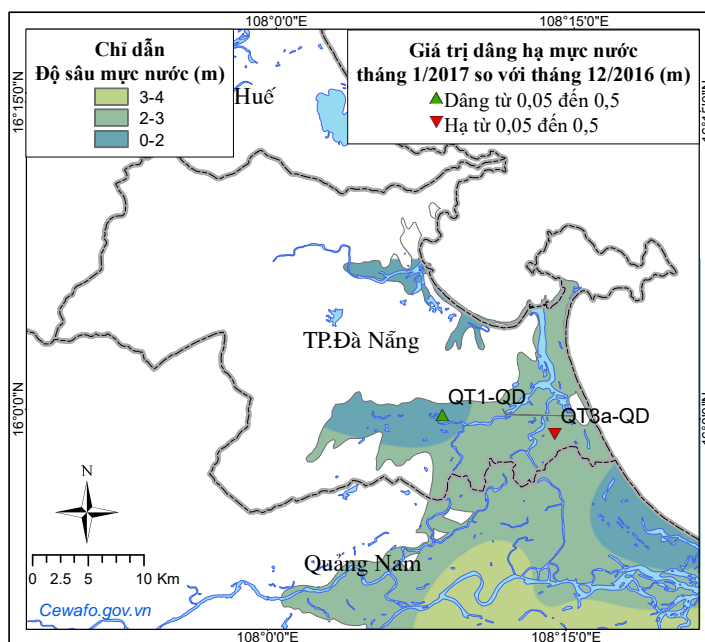 108°0'0"E
108°15'0"E
Chỉ dẫn
Độ sâu mực nước (m)
3-4
2-3
0-2
Giá trị dâng hạ mực nước
tháng 1/2017 so với tháng 12/2016 (m)
Dâng từ 0,05 đến 0,5
Hạ từ 0,05 đến 0,5
16°15'0"N
Huế
TP.Đà Nẵng
16°0'0"N
QT1-QD
QT3a-QD
N
0 2.5 5 10 Km
Quảng Nam
Cewafo.gov.vn
108°0'0"E
108°15'0"E